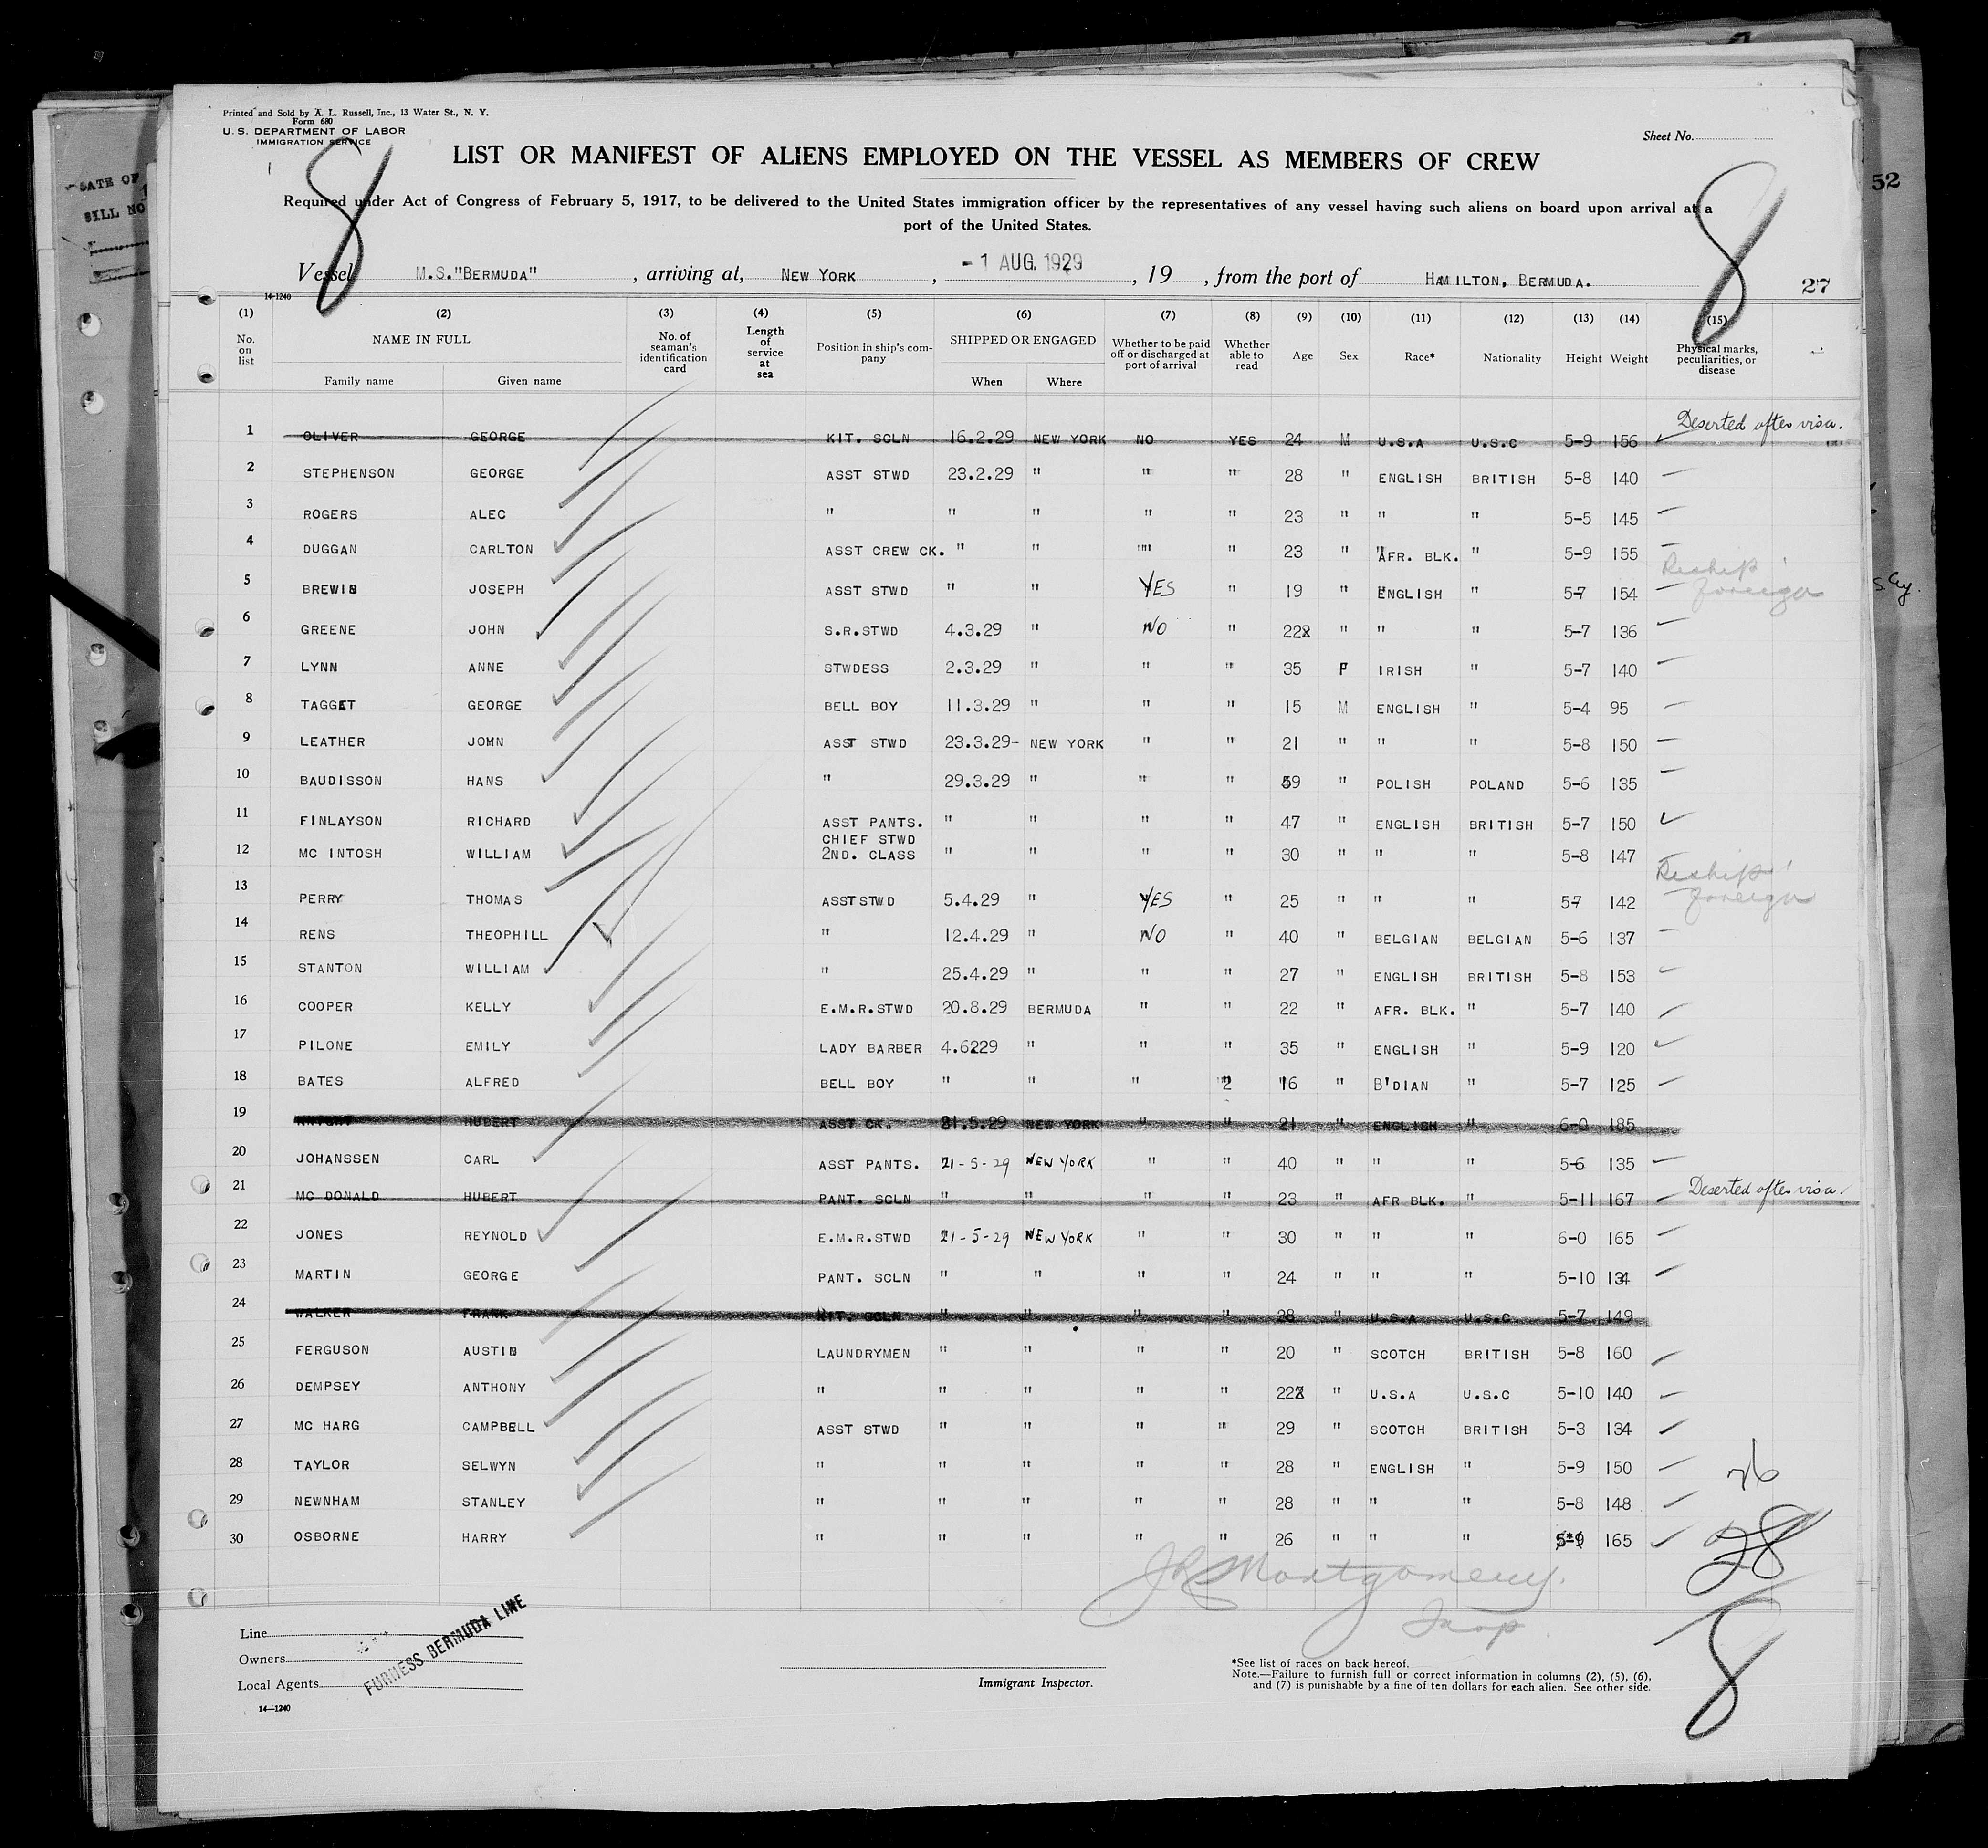 Printed and Sold by A. L. Russell, Inc., 13 Water St., N. Y.
Form 680
U. S. DEPARTMENT OF LABOR
IMMIGRATION SERVICE
Sheet No.
8
8
LIST OR MANIFEST OF ALIENS EMPLOYED ON THE VESSEL AS MEMBERS OF CREW
Required under Act of Congress of February 5, 1917, to be delivered to the United States immigration officer by the representatives of any vessel having such aliens on board upon arrival at a
port of the United States.
Vessel M.S."BERMUDA" , arriving at, NEW YORK , - 1 AUG. 1929 , 19 , from the port of HAMILTON, BERMUDA. 27
14-1240
(1) (2) (3) (4) (5) (6) (7) (8) (9) (10) (11) (12) (13) (14) (15)
No. on list NAME IN FULL Family name Given name No. of seaman's identification card Length of service at sea Position in ship's company SHIPPED OR ENGAGED When Where Whether to be paid off or discharged at port of arrival Whether able to read Age Sex Race* Nationality Height Weight Physical marks, peculiarities, or disease
1 OLIVER GEORGE KIT. SCLN 16.2.29 NEW YORK NO YES 24 M U.S.A U.S.C 5-9 156 Deserted after visa.
2 STEPHENSON GEORGE ASST STWD 23.2.29 " " " 28 " ENGLISH BRITISH 5-8 140
3 ROGERS ALEC " " " " " 23 " " " 5-5 145
4 DUGGAN CARLTON ASST CREW CK. " " "" " 23 " AFR. BLK. " 5-9 155
5 BREWIN JOSEPH ASST STWD " " YES " 19 " ENGLISH " 5-7 154 Reship foreign
6 GREENE JOHN S.R.STWD 4.3.29 " NO " 22 " " " 5-7 136
7 LYNN ANNE STWDESS 2.3.29 " " " 35 F IRISH " 5-7 140
8 TAGGET GEORGE BELL BOY 11.3.29 " " " 15 M ENGLISH " 5-4 95
9 LEATHER JOHN ASST STWD 23.3.29- NEW YORK " " 21 " " " 5-8 150
10 BAUDISSON HANS " 29.3.29 " " " 59 " POLISH POLAND 5-6 135
11 FINLAYSON RICHARD ASST PANTS. " " " " 47 " ENGLISH BRITISH 5-7 150
12 MC INTOSH WILLIAM CHIEF STWD 2ND. CLASS " " " " 30 " " " 5-8 147
13 PERRY THOMAS ASSTSTWD 5.4.29 " YES " 25 " " " 5-7 142 Reship foreign
14 RENS THEOPHILL " 12.4.29 " NO " 40 " BELGIAN BELGIAN 5-6 137
15 STANTON WILLIAM " 25.4.29 " " " 27 " ENGLISH BRITISH 5-8 153
16 COOPER KELLY E.M.R.STWD 20.8.29 BERMUDA " " 22 " AFR. BLK. " 5-7 140
17 PILONE EMILY LADY BARBER 4.6229 " " " 35 " ENGLISH " 5-9 120
18 BATES ALFRED BELL BOY " " " " 16 " B'DIAN " 5-7 125
19 HUBERT ASST CK. 21.5.29 NEW YORK " " 21 " ENGLISH " 6-0 185
20 JOHANSSEN CARL ASST PANTS. 21-5-29 NEW YORK " " 40 " " " 5-6 135
21 MC DONALD HUBERT PANT. SCLN " " " " 23 " AFR BLK. " 5-11 167 Deserted after visa.
22 JONES REYNOLD E.M.R.STWD 21-5-29 NEW YORK " " 30 " " " 6-0 165
23 MARTIN GEORGE PANT. SCLN " " " " 24 " " " 5-10 134
24 WALKER FRANK KIT. SCLN " " " " 28 " U.S.A U.S.C 5-7 149
25 FERGUSON AUSTIN LAUNDRYMEN " " " " 20 " SCOTCH BRITISH 5-8 160
26 DEMPSEY ANTHONY " " " " " 22 " U.S.A U.S.C 5-10 140
27 MC HARG CAMPBELL ASST STWD " " " " 29 " SCOTCH BRITISH 5-3 134
28 TAYLOR SELWYN " " " " " 28 " ENGLISH " 5-9 150
29 NEWNHAM STANLEY " " " " " 28 " " " 5-8 148
30 OSBORNE HARRY " " " " " 26 " " " 5-9 165
26
28
8
J R Montgomery.
Insp.
Line
Owners
Local Agents
FURNESS BERMUDA LINE
14-1240
Immigrant Inspector.
*See list of races on back hereof.
Note.—Failure to furnish full or correct information in columns (2), (5), (6),
and (7) is punishable by a fine of ten dollars for each alien. See other side.
DATE OF
BILL NO
52